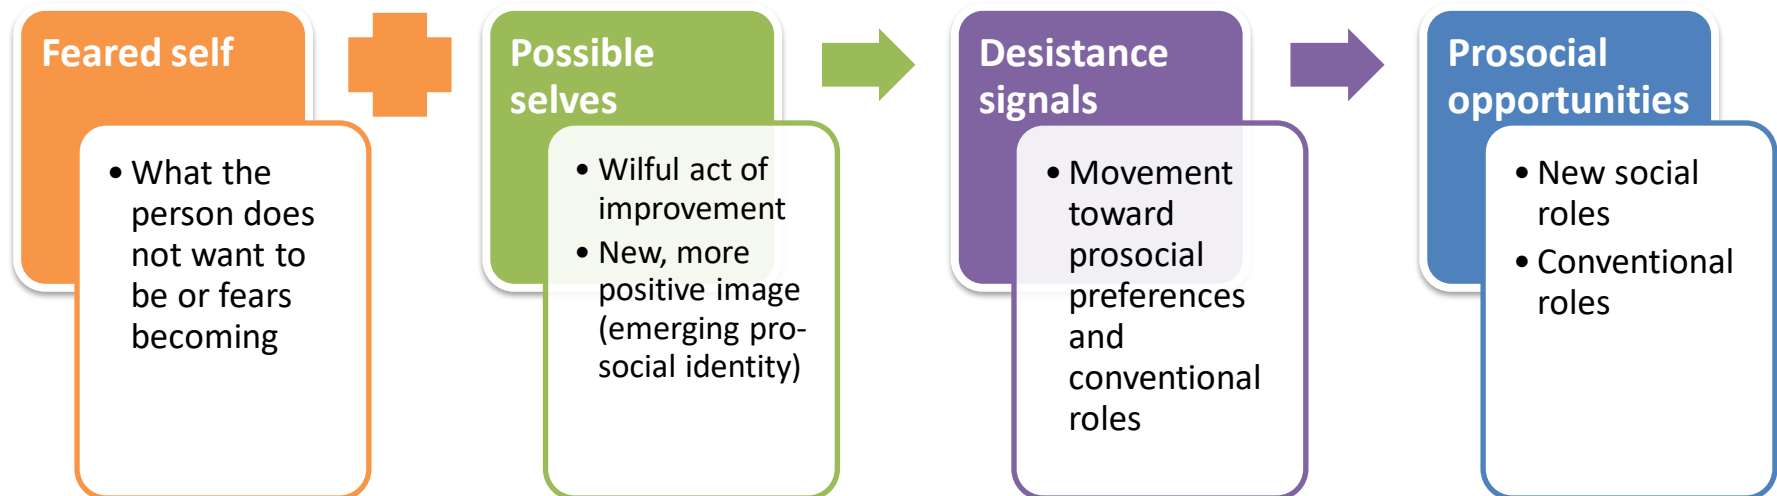 Feared self
• What the
person does
not want to
be or fears
becoming
Possible
selves
• Wilful act of
improvement
• New, more
positive image
(emerging pro-
social identity)
Desistance
signals
• Movement
toward
prosocial
preferences
and
conventional
roles
Prosocial
opportunities
• New social
roles
• Conventional
roles